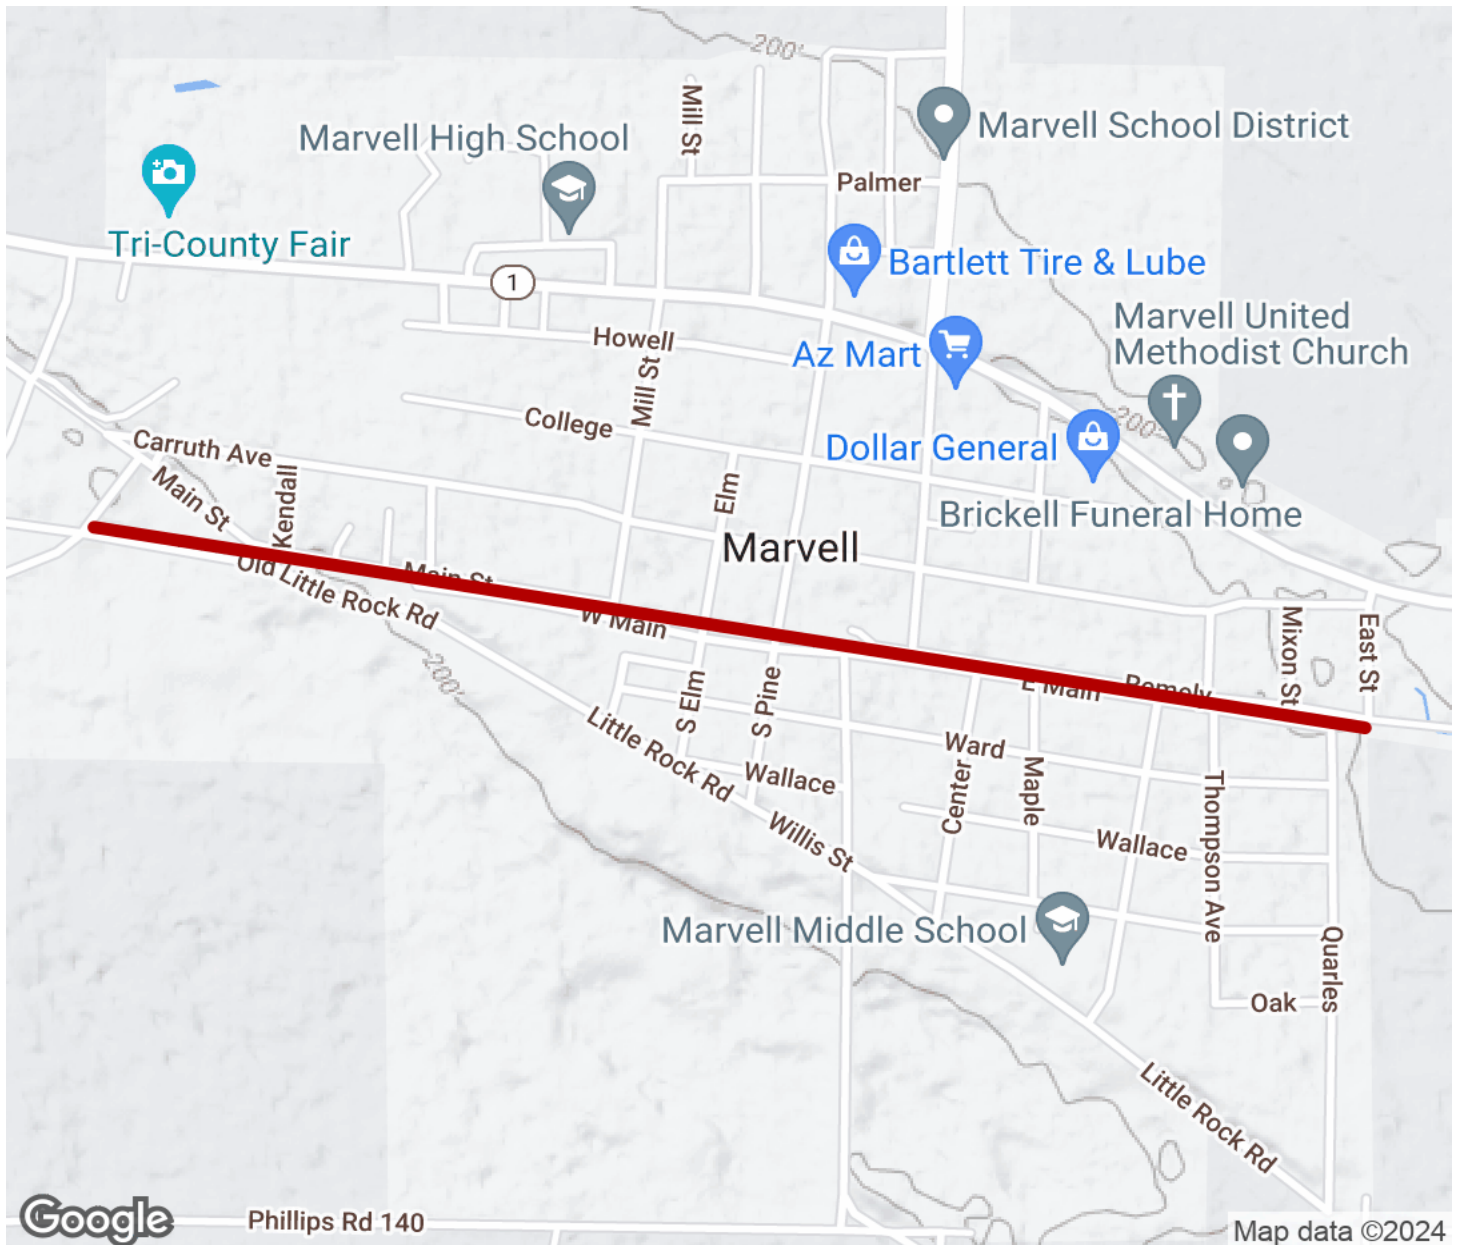 200'
Mill St
Marvell High School
Marvell School District
Palmer
Tri-County Fair
Bartlett Tire & Lube
1
Howell
Marvell United
Methodist Church
Az Mart
Mill St
College
200'
Dollar General
Carruth Ave
Kendall
Main St
Elm
Brickell Funeral Home
Marvell
Old Little Rock Rd
Main St
W Main
Mixon St
East St
200'
S Elm
S Pine
E Main
Pemely
Little Rock Rd
Ward
Wallace
Center
Maple
Thompson Ave
Willis St
Wallace
Marvell Middle School
Quarles
Oak
Little Rock Rd
Phillips Rd 140
Google
Map data ©2024